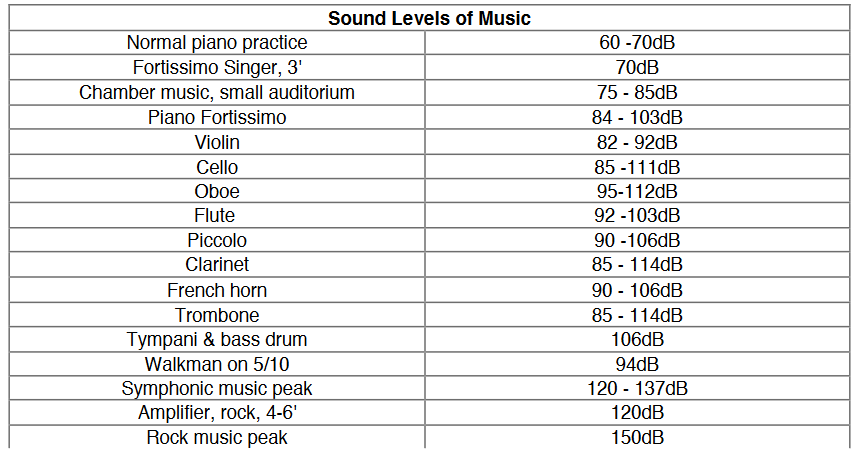 Sound Levels of Music
Normal piano practice 60 -70dB
Fortissimo Singer, 3' 70dB
Chamber music, small auditorium 75 - 85dB
Piano Fortissimo 84 - 103dB
Violin 82 - 92dB
Cello 85 -111dB
Oboe 95-112dB
Flute 92 -103dB
Piccolo 90 -106dB
Clarinet 85 - 114dB
French horn 90 - 106dB
Trombone 85 - 114dB
Tympani & bass drum 106dB
Walkman on 5/10 94dB
Symphonic music peak 120 - 137dB
Amplifier, rock, 4-6' 120dB
Rock music peak 150dB